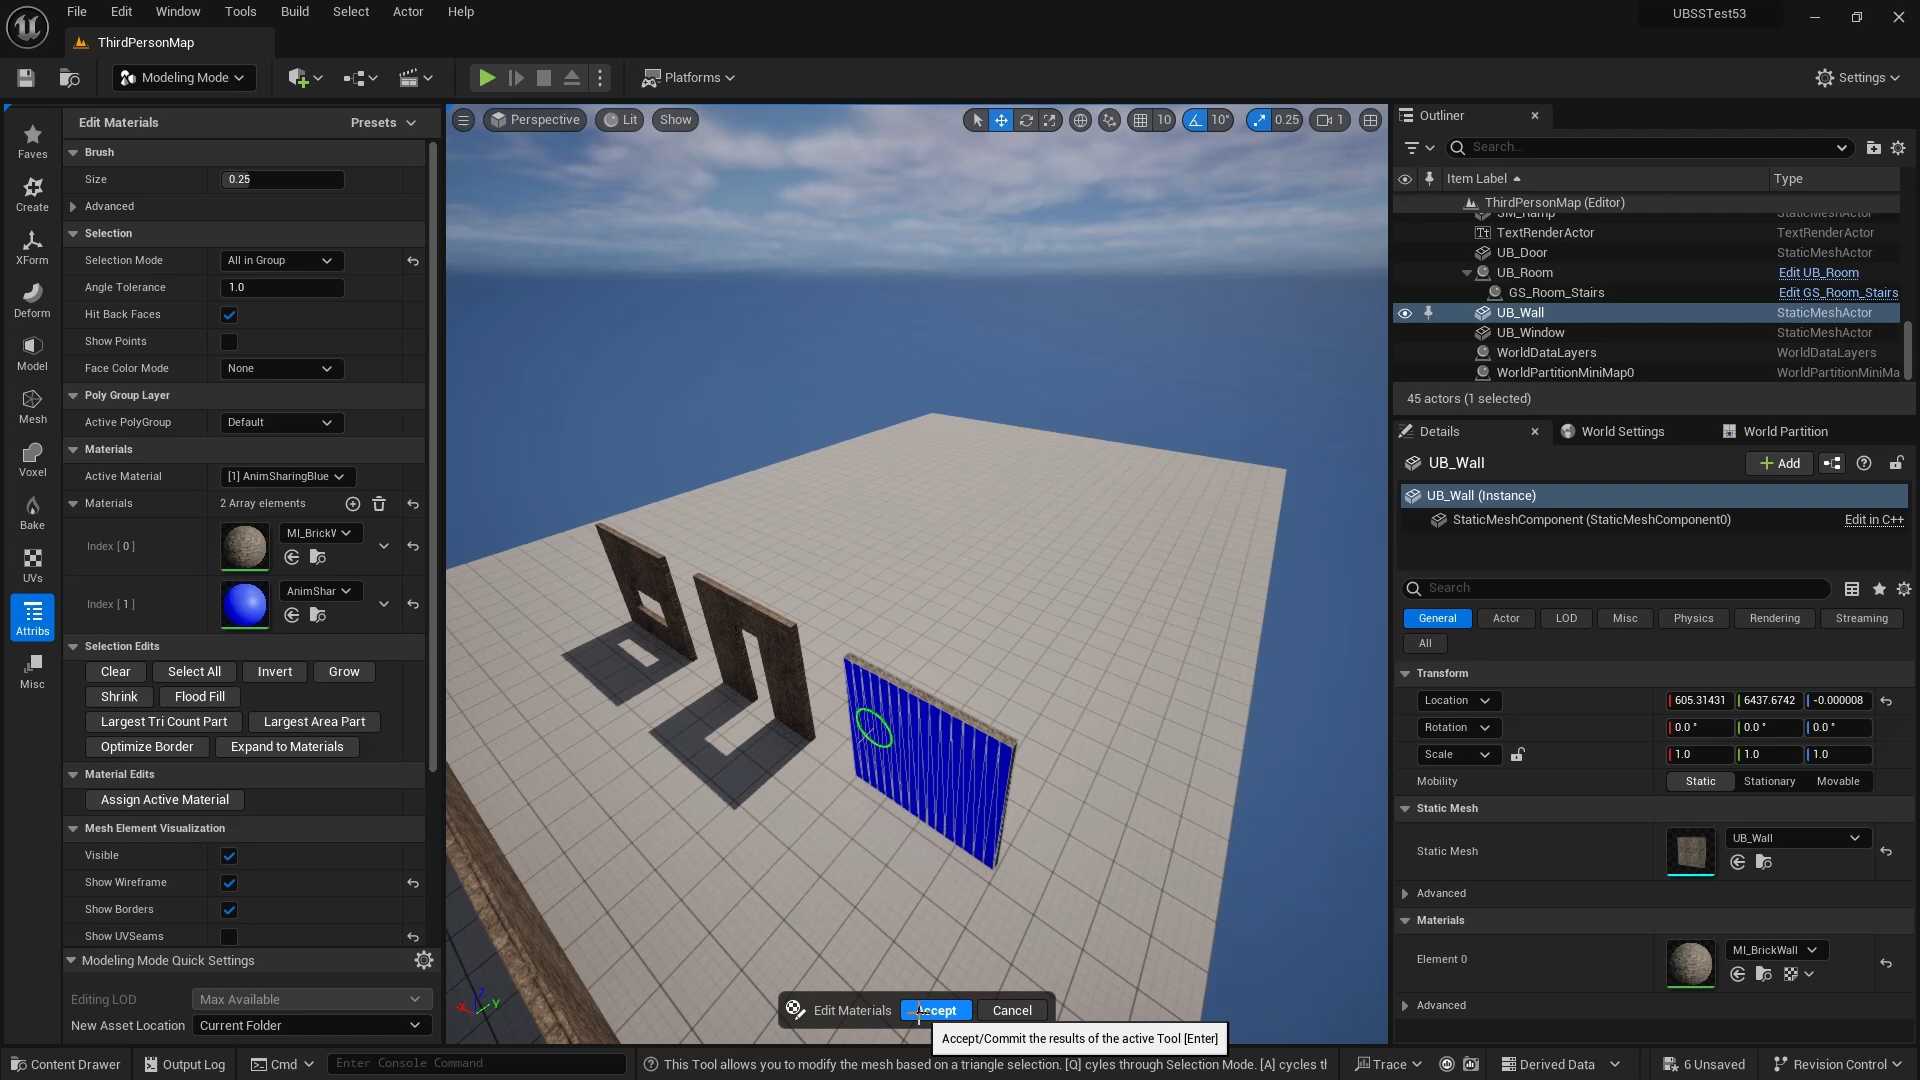 File Edit Window Tools Build Select Actor Help
UBSSTest53
ThirdPersonMap
Modeling Mode
Platforms
Settings
Edit Materials
Presets
Brush
Size
0.25
Advanced
Selection
Selection Mode
All in Group
Angle Tolerance
1.0
Hit Back Faces
Show Points
Face Color Mode
None
Poly Group Layer
Active PolyGroup
Default
Materials
Active Material
[1] AnimSharingBlue
Materials
2 Array elements
Index [ 0 ]
MI_BrickV
Index [ 1 ]
AnimShar
Selection Edits
Clear
Select All
Invert
Grow
Shrink
Flood Fill
Largest Tri Count Part
Largest Area Part
Optimize Border
Expand to Materials
Material Edits
Assign Active Material
Mesh Element Visualization
Visible
Show Wireframe
Show Borders
Show UVSeams
Modeling Mode Quick Settings
Editing LOD
Max Available
New Asset Location
Current Folder
Faves
Create
XForm
Deform
Model
Mesh
Voxel
Bake
UVs
Attribs
Misc
Perspective
Lit
Show
10
10°
0.25
1
Z
X
Y
Edit Materials
Cancel
Accept/Commit the results of the active Tool [Enter]
Outliner
Search...
Item Label
Type
ThirdPersonMap (Editor)
SM_Ramp
StaticMeshActor
TextRenderActor
TextRenderActor
UB_Door
StaticMeshActor
UB_Room
Edit UB_Room
GS_Room_Stairs
Edit GS_Room_Stairs
UB_Wall
StaticMeshActor
UB_Window
StaticMeshActor
WorldDataLayers
WorldDataLayers
WorldPartitionMiniMap0
WorldPartitionMiniMa
45 actors (1 selected)
Details
World Settings
World Partition
UB_Wall
Add
UB_Wall (Instance)
StaticMeshComponent (StaticMeshComponent0)
Edit in C++
Search
General
Actor
LOD
Misc
Physics
Rendering
Streaming
All
Transform
Location
605.31431
6437.6742
-0.000008
Rotation
0.0 °
0.0 °
0.0 °
Scale
1.0
1.0
1.0
Mobility
Static
Stationary
Movable
Static Mesh
Static Mesh
UB_Wall
Advanced
Materials
Element 0
MI_BrickWall
Advanced
Content Drawer
Output Log
Cmd
Enter Console Command
This Tool allows you to modify the mesh based on a triangle selection. [Q] cyles through Selection Mode. [A] cycles tl
Trace
Derived Data
6 Unsaved
Revision Control